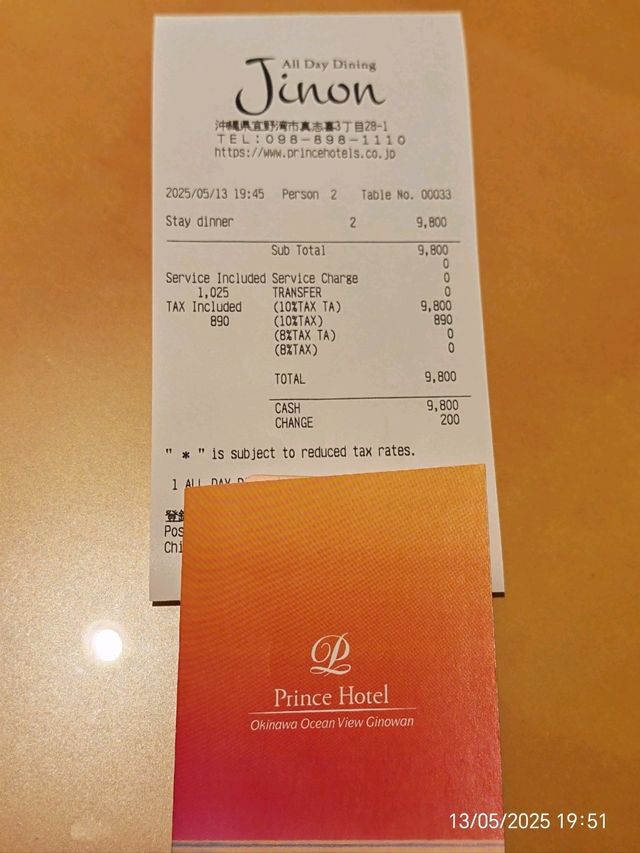 All Day Dining
Jinon
沖縄県宜野湾市真志喜3丁目28-1
TEL:098-898-1110
https://www.princehotels.co.jp
2025/05/13 19:45 Person 2 Table No. 00033
Stay dinner 2 9,800
Sub Total 9,800
0
Service Included Service Charge 0
1,025 TRANSFER 0
TAX Included (10%TAX TA) 9,800
890 (10%TAX) 890
(8%TAX TA) 0
(8%TAX) 0
TOTAL 9,800
CASH 9,800
CHANGE 200
" * " is subject to reduced tax rates.
1 ALL DAY
Pos
Chi
Prince Hotel
Okinawa Ocean View Ginowan
13/05/2025 19:51